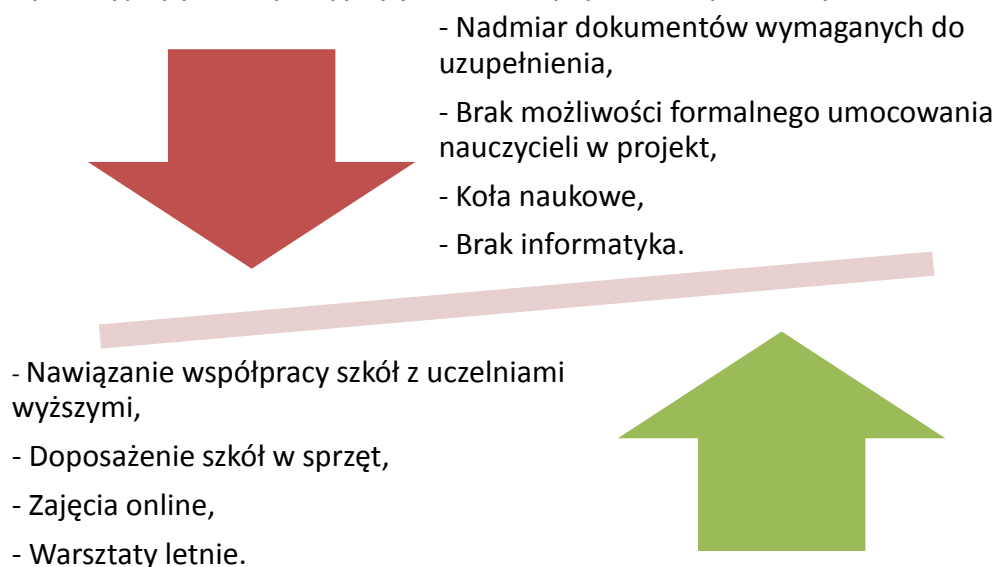 - Nadmiar dokumentów wymaganych do
uzupełnienia,
- Brak możliwości formalnego umocowania
nauczycieli w projekt,
- Koła naukowe,
- Brak informatyka.
- Nawiązanie współpracy szkół z uczelniami
wyższymi,
- Doposażenie szkół w sprzęt,
- Zajęcia online,
- Warsztaty letnie.